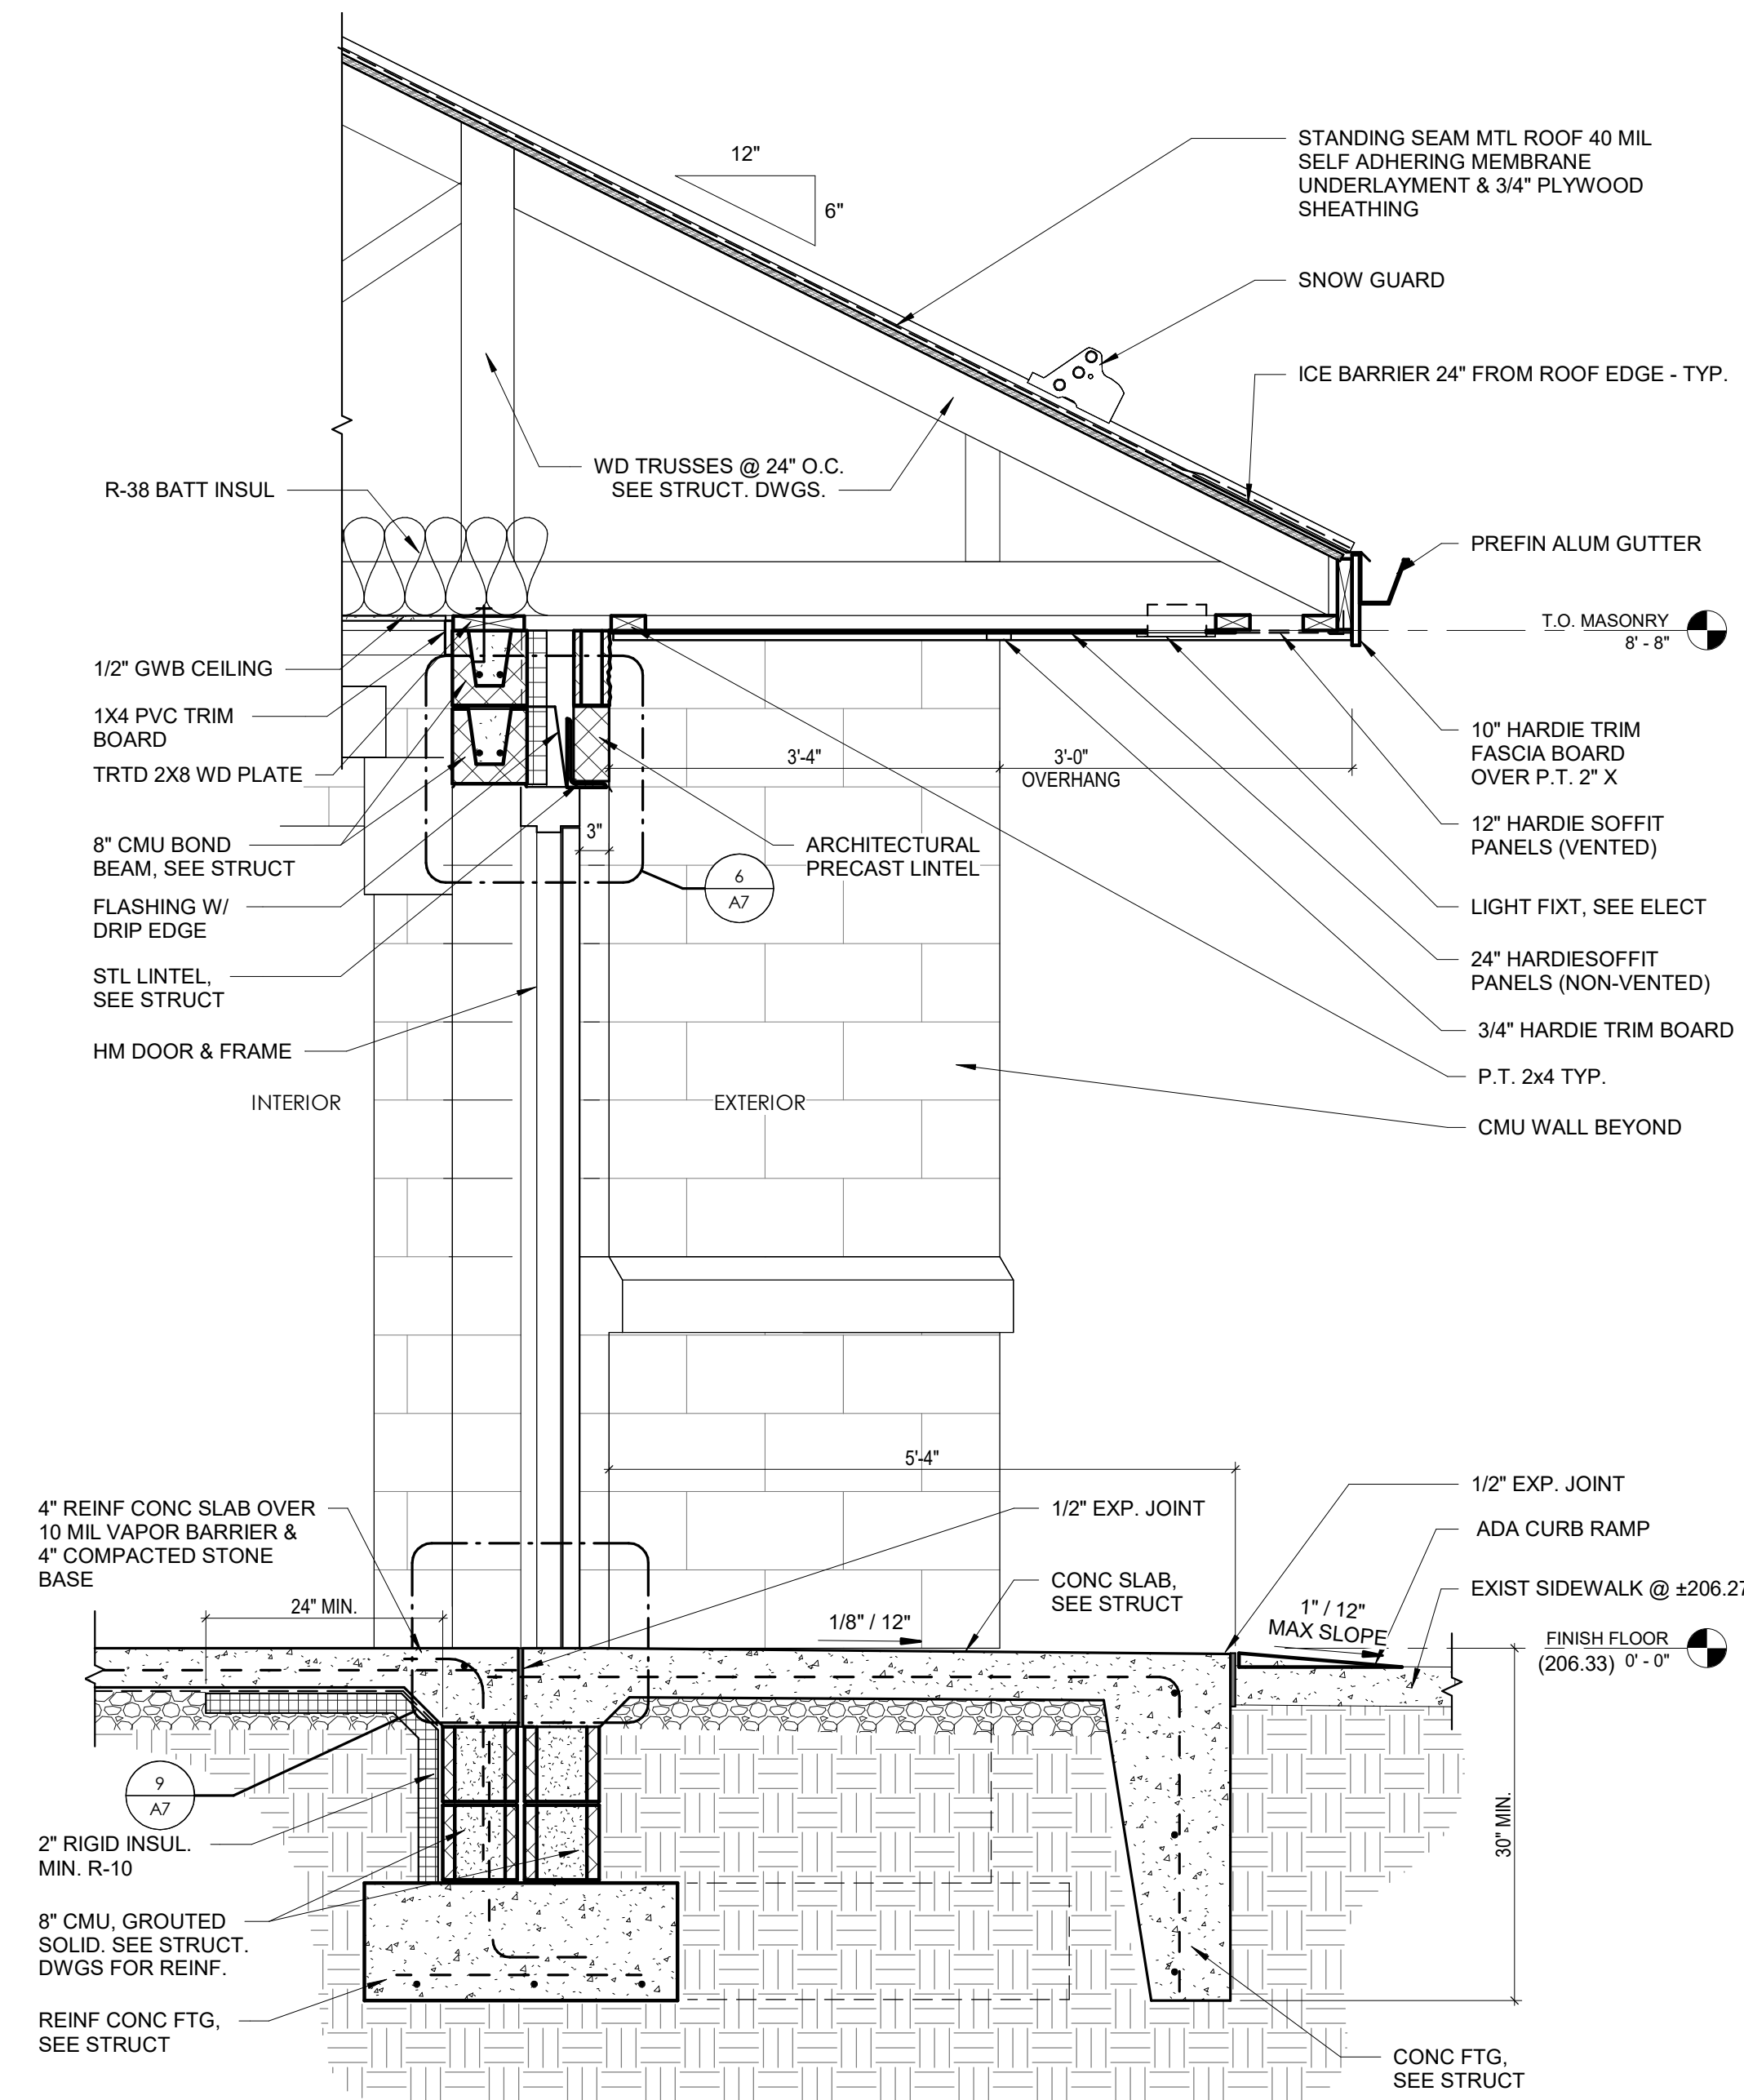 12"
6"
STANDING SEAM MTL ROOF 40 MIL
SELF ADHERING MEMBRANE
UNDERLAYMENT & 3/4" PLYWOOD
SHEATHING
SNOW GUARD
ICE BARRIER 24" FROM ROOF EDGE - TYP.
WD TRUSSES @ 24" O.C.
SEE STRUCT. DWGS.
R-38 BATT INSUL
PREFIN ALUM GUTTER
T.O. MASONRY
8' - 8"
1/2" GWB CEILING
1X4 PVC TRIM
BOARD
TRTD 2X8 WD PLATE
8" CMU BOND
BEAM, SEE STRUCT
FLASHING W/
DRIP EDGE
STL LINTEL,
SEE STRUCT
HM DOOR & FRAME
3'-4"
3'-0"
OVERHANG
3"
ARCHITECTURAL
PRECAST LINTEL
6
A7
10" HARDIE TRIM
FASCIA BOARD
OVER P.T. 2" X
12" HARDIE SOFFIT
PANELS (VENTED)
LIGHT FIXT, SEE ELECT
24" HARDIESOFFIT
PANELS (NON-VENTED)
3/4" HARDIE TRIM BOARD
P.T. 2x4 TYP.
CMU WALL BEYOND
INTERIOR
EXTERIOR
5'-4"
4" REINF CONC SLAB OVER
10 MIL VAPOR BARRIER &
4" COMPACTED STONE
BASE
24" MIN.
1/2" EXP. JOINT
CONC SLAB,
SEE STRUCT
1/8" / 12"
1/2" EXP. JOINT
ADA CURB RAMP
EXIST SIDEWALK @ ±206.27
1" / 12"
MAX SLOPE
FINISH FLOOR
(206.33) 0' - 0"
9
A7
2" RIGID INSUL.
MIN. R-10
8" CMU, GROUTED
SOLID. SEE STRUCT.
DWGS FOR REINF.
REINF CONC FTG,
SEE STRUCT
30" MIN.
CONC FTG,
SEE STRUCT